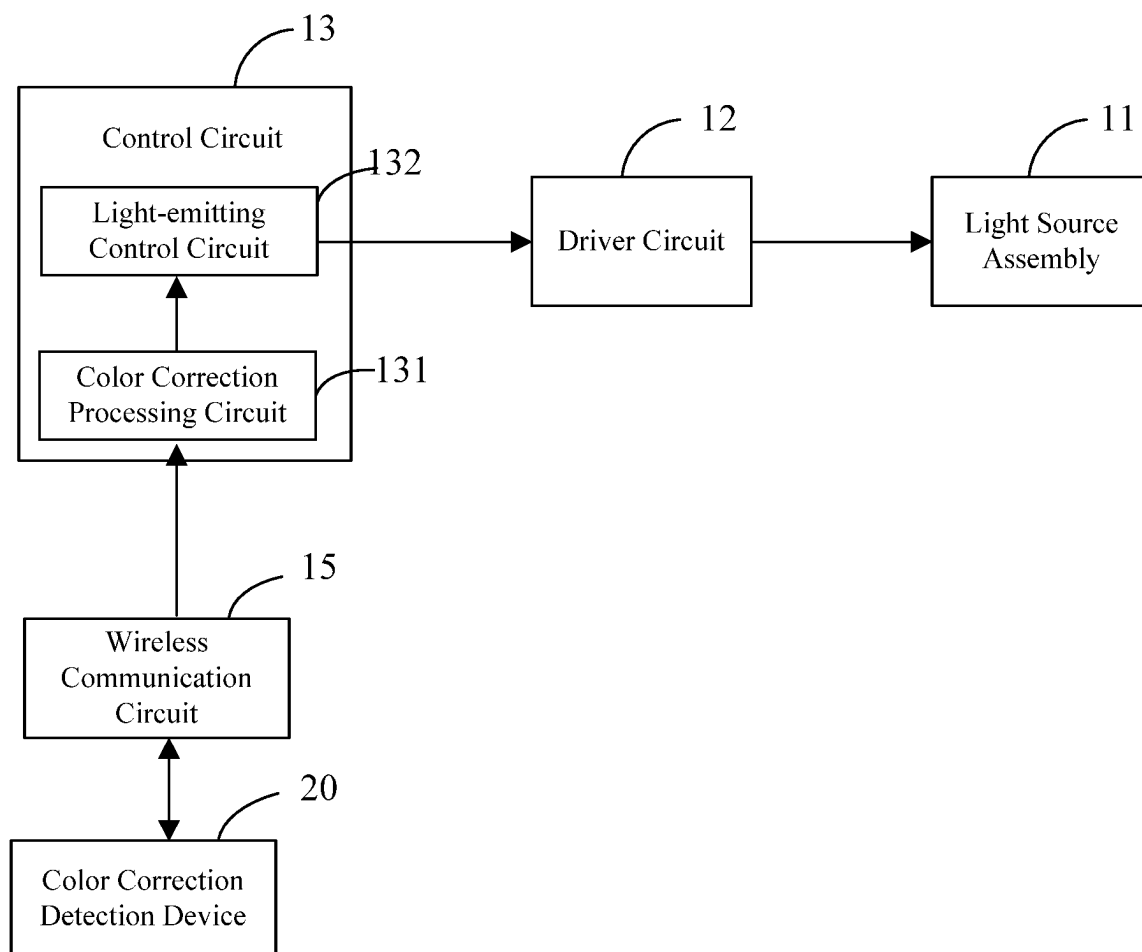 13
Control Circuit
132
Light-emitting
Control Circuit
12
Driver Circuit
11
Light Source
Assembly
131
Color Correction
Processing Circuit
15
Wireless
Communication
Circuit
20
Color Correction
Detection Device